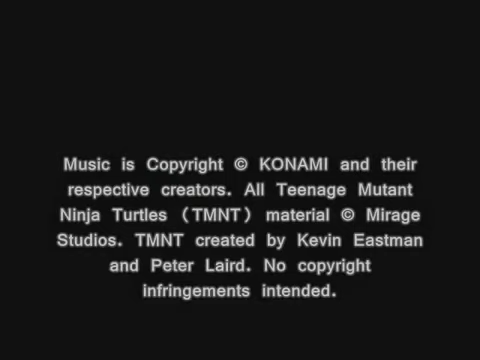 Music is Copyright © KONAMI and their
respective creators. All Teenage Mutant
Ninja Turtles (TMNT) material © Mirage
Studios. TMNT created by Kevin Eastman
and Peter Laird. No copyright
infringements intended.